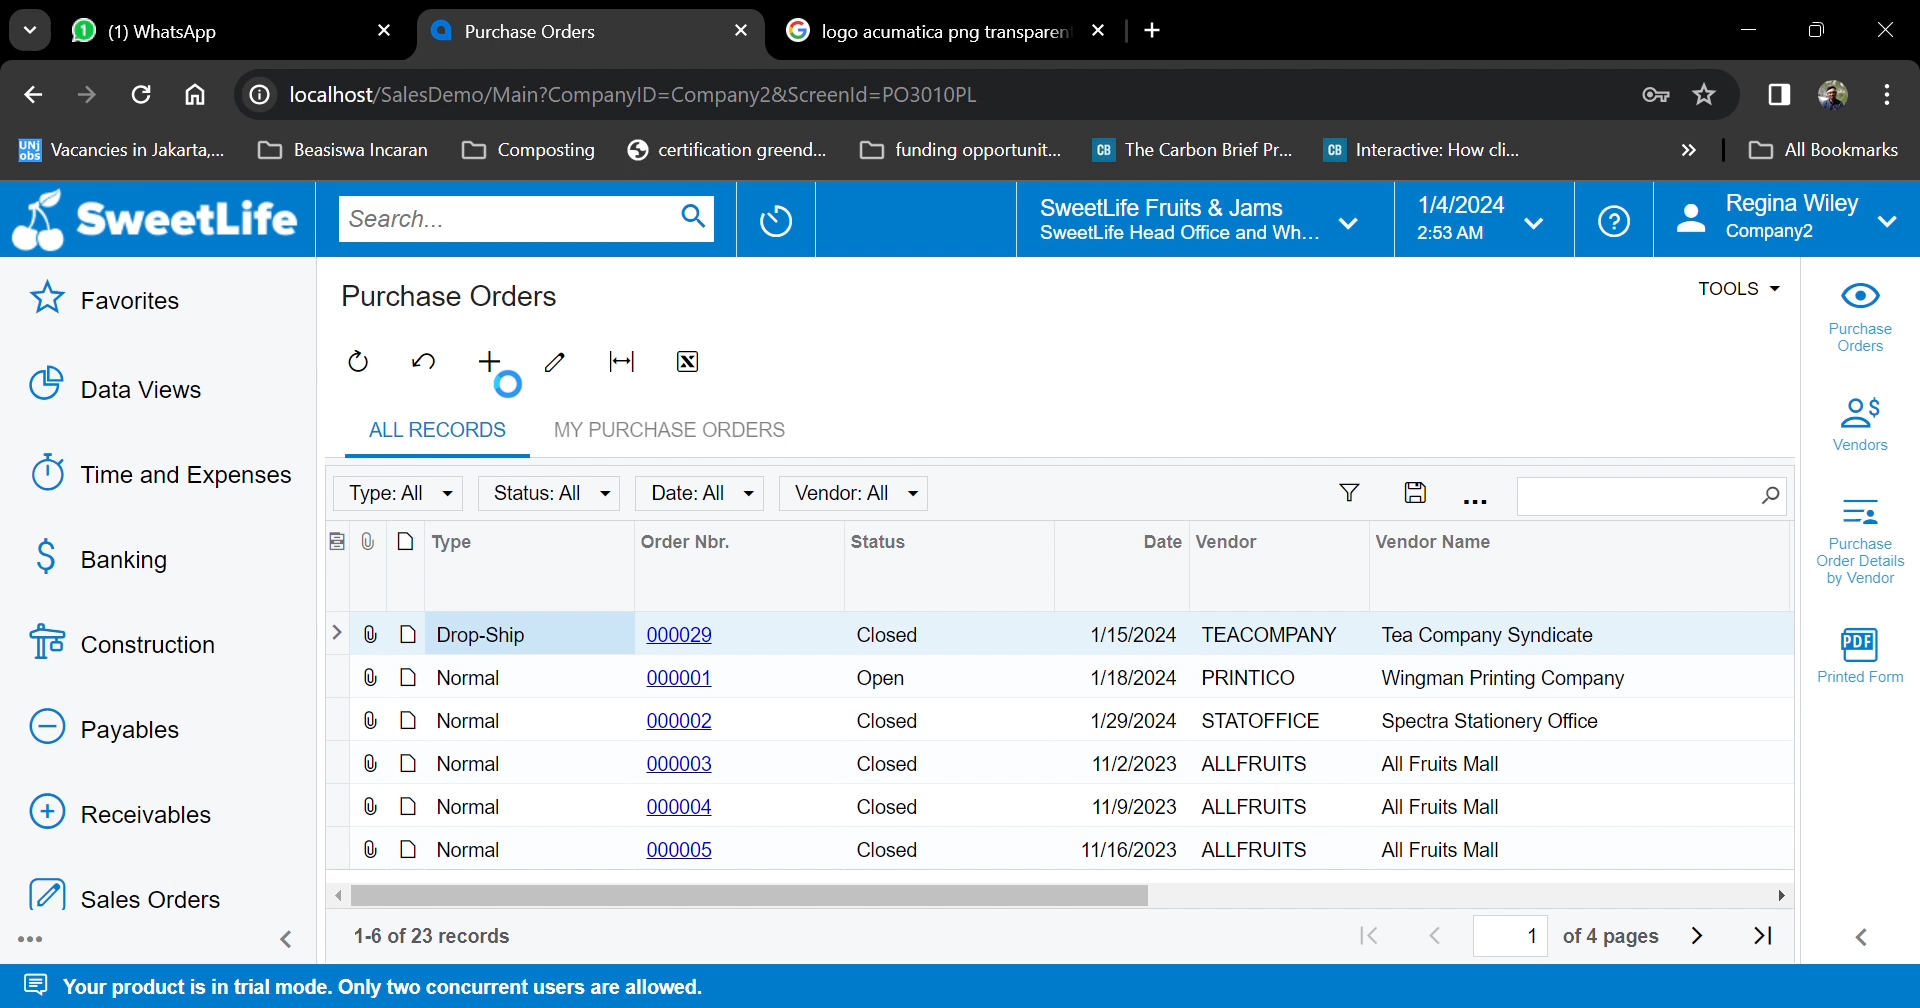 (1) WhatsApp
Purchase Orders
logo acumatica png transparen
localhost/SalesDemo/Main?CompanyID=Company2&ScreenId=PO3010PL
UNj obs Vacancies in Jakarta,...
Beasiswa Incaran
Composting
certification greend...
funding opportunit...
CB The Carbon Brief Pr...
CB Interactive: How cli...
All Bookmarks
SweetLife
Search...
SweetLife Fruits & Jams
SweetLife Head Office and Wh...
1/4/2024
2:53 AM
Regina Wiley
Company2
Favorites
Data Views
Time and Expenses
Banking
Construction
Payables
Receivables
Sales Orders
Purchase Orders
TOOLS
ALL RECORDS
MY PURCHASE ORDERS
Type: All
Status: All
Date: All
Vendor: All
Type Order Nbr. Status Date Vendor Vendor Name
Drop-Ship 000029 Closed 1/15/2024 TEACOMPANY Tea Company Syndicate
Normal 000001 Open 1/18/2024 PRINTICO Wingman Printing Company
Normal 000002 Closed 1/29/2024 STATOFFICE Spectra Stationery Office
Normal 000003 Closed 11/2/2023 ALLFRUITS All Fruits Mall
Normal 000004 Closed 11/9/2023 ALLFRUITS All Fruits Mall
Normal 000005 Closed 11/16/2023 ALLFRUITS All Fruits Mall
1-6 of 23 records
1 of 4 pages
Purchase
Orders
Vendors
Purchase
Order Details
by Vendor
PDF
Printed Form
Your product is in trial mode. Only two concurrent users are allowed.